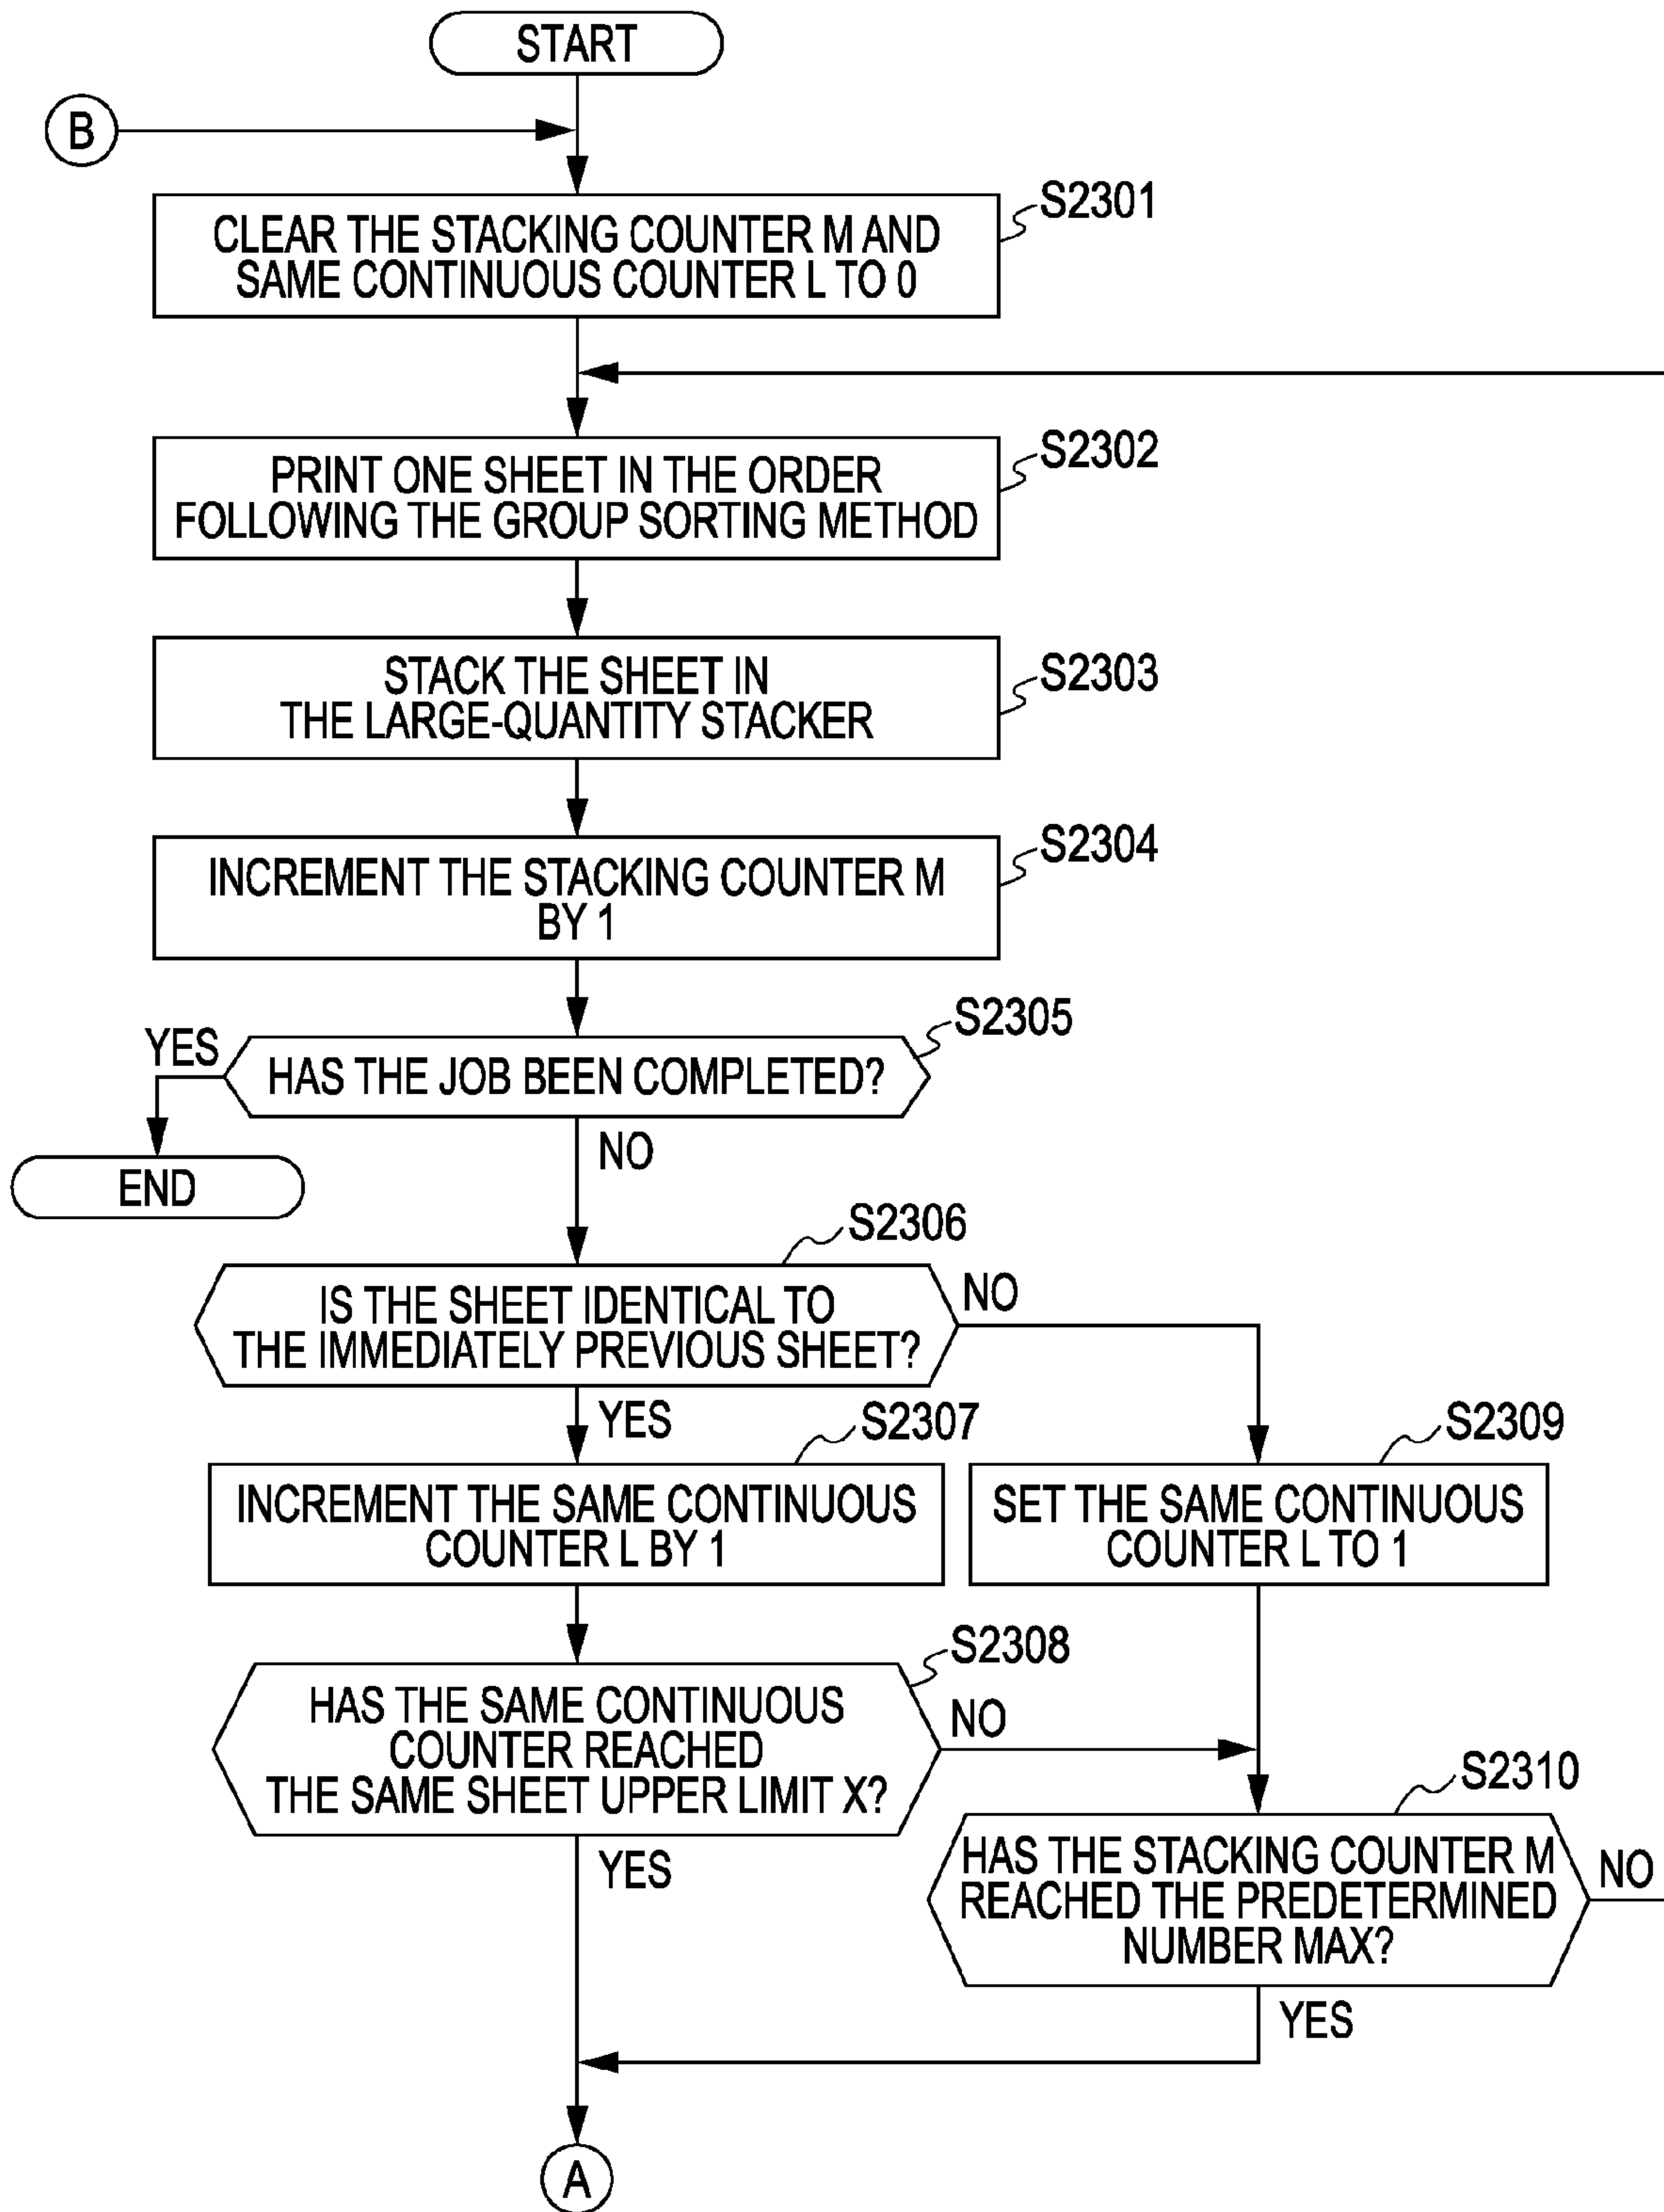 START
B
S2301
CLEAR THE STACKING COUNTER M AND
SAME CONTINUOUS COUNTER L TO 0
S2302
PRINT ONE SHEET IN THE ORDER
FOLLOWING THE GROUP SORTING METHOD
S2303
STACK THE SHEET IN
THE LARGE-QUANTITY STACKER
S2304
INCREMENT THE STACKING COUNTER M
BY 1
S2305
YES
HAS THE JOB BEEN COMPLETED?
NO
END
S2306
IS THE SHEET IDENTICAL TO
THE IMMEDIATELY PREVIOUS SHEET?
NO
YES
S2307
S2309
INCREMENT THE SAME CONTINUOUS
COUNTER L BY 1
SET THE SAME CONTINUOUS
COUNTER L TO 1
S2308
HAS THE SAME CONTINUOUS
COUNTER REACHED
THE SAME SHEET UPPER LIMIT X?
NO
YES
S2310
HAS THE STACKING COUNTER M
REACHED THE PREDETERMINED
NUMBER MAX?
NO
YES
A